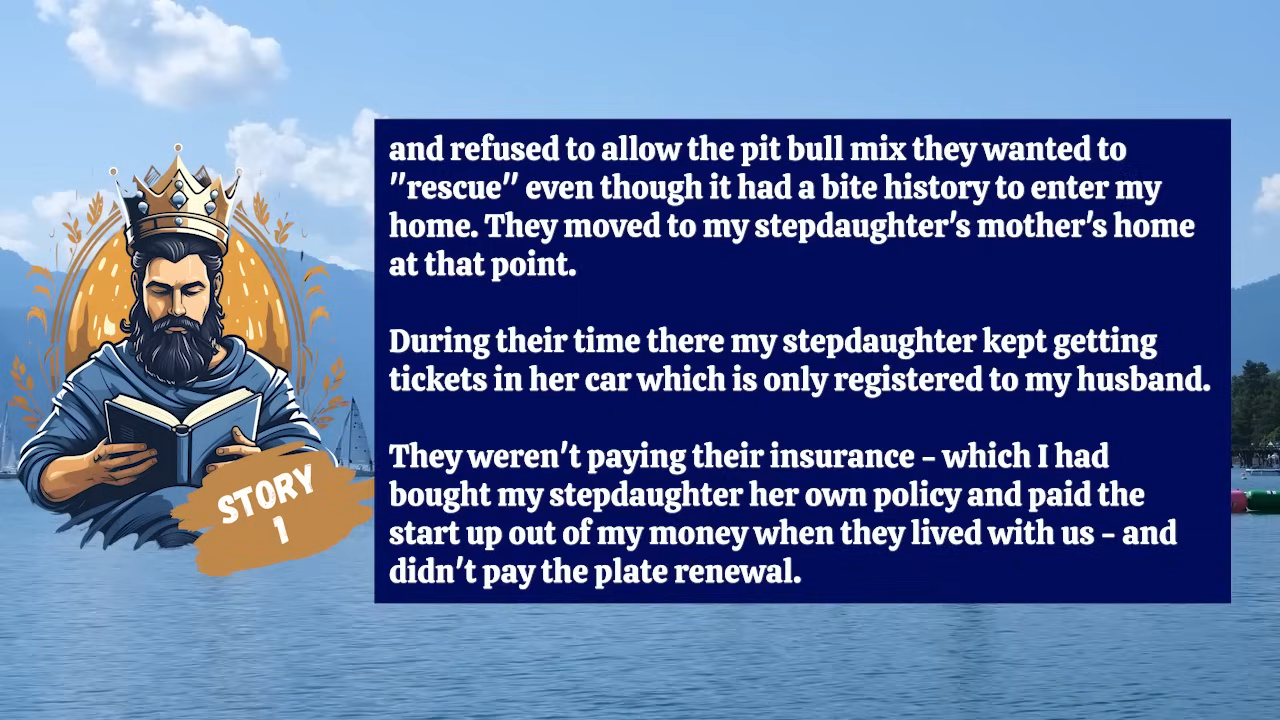 and refused to allow the pit bull mix they wanted to
"rescue" even though it had a bite history to enter my
home. They moved to my stepdaughter's mother's home
at that point.
During their time there my stepdaughter kept getting
tickets in her car which is only registered to my husband.
They weren't paying their insurance - which I had
bought my stepdaughter her own policy and paid the
start up out of my money when they lived with us - and
didn't pay the plate renewal.
STORY
1